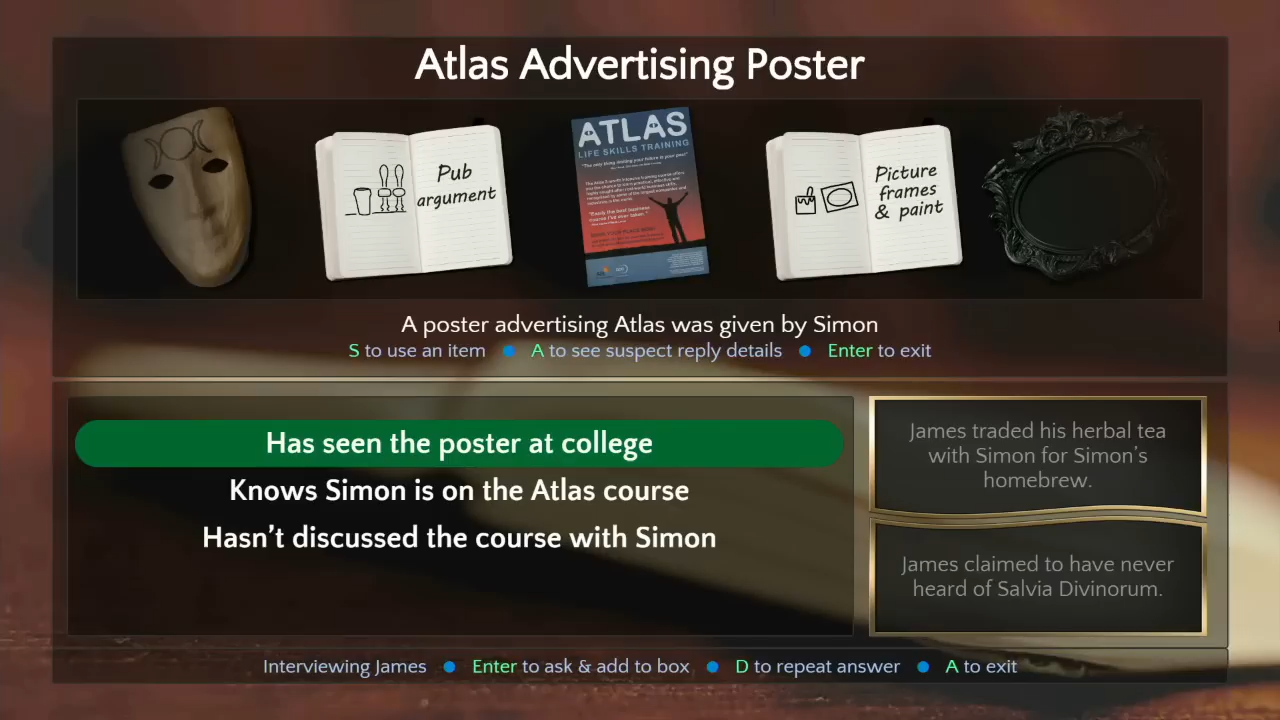 Atlas Advertising Poster
Pub
argument
ATLAS
LIFE SKILLS TRAINING
Picture
frames
& paint
A poster advertising Atlas was given by Simon
S to use an item A to see suspect reply details Enter to exit
Has seen the poster at college
Knows Simon is on the Atlas course
Hasn't discussed the course with Simon
James traded his herbal tea
with Simon for Simon's
homebrew.
James claimed to have never
heard of Salvia Divinorum.
Interviewing James Enter to ask & add to box D to repeat answer A to exit